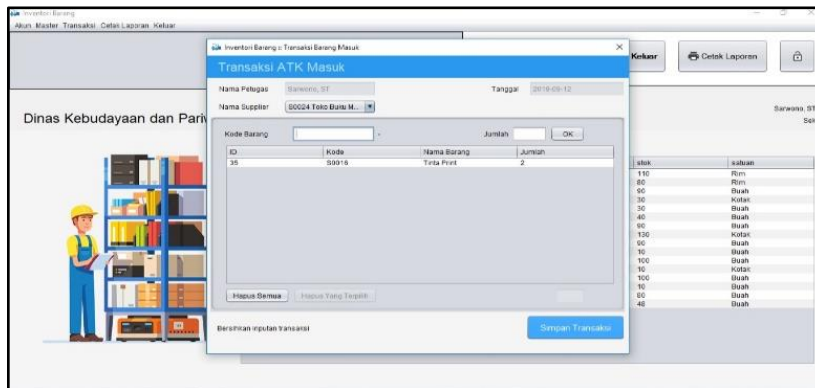 Inventori Barang
Akun Master Transaksi Cetak Laporan Keluar
Inventori Barang :: Transaksi Barang Masuk
Transaksi ATK Masuk
Keluar
Cetak Laporan
Nama Petugas Sarwono, ST Tanggal 2018-09-12
Nama Supplier S0024 Toko Buku M...
Sarwono, ST
Dinas Kebudayaan dan Pariw
Kode Barang - Jumlah OK
ID Kode Nama Barang Jumlah
35 S0016 Tinta Print 2
stok satuan
110 Rim
80 Rim
90 Buah
30 Kotak
50 Buah
40 Buah
90 Buah
130 Kotak
90 Buah
10 Buah
100 Buah
10 Kotak
100 Buah
10 Buah
80 Buah
48 Buah
Hapus Semua Hapus Yang Terpilih
Bersihkan inputan transaksi
Simpan Transaksi